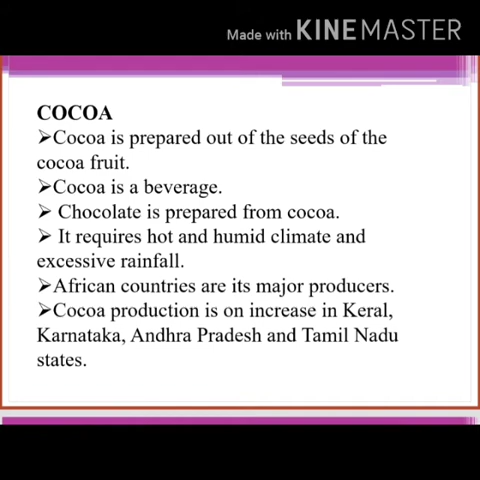 Made with KINEMASTER
COCOA
➢Cocoa is prepared out of the seeds of the
cocoa fruit.
➢Cocoa is a beverage.
➢ Chocolate is prepared from cocoa.
➢ It requires hot and humid climate and
excessive rainfall.
➢African countries are its major producers.
➢Cocoa production is on increase in Keral,
Karnataka, Andhra Pradesh and Tamil Nadu
states.